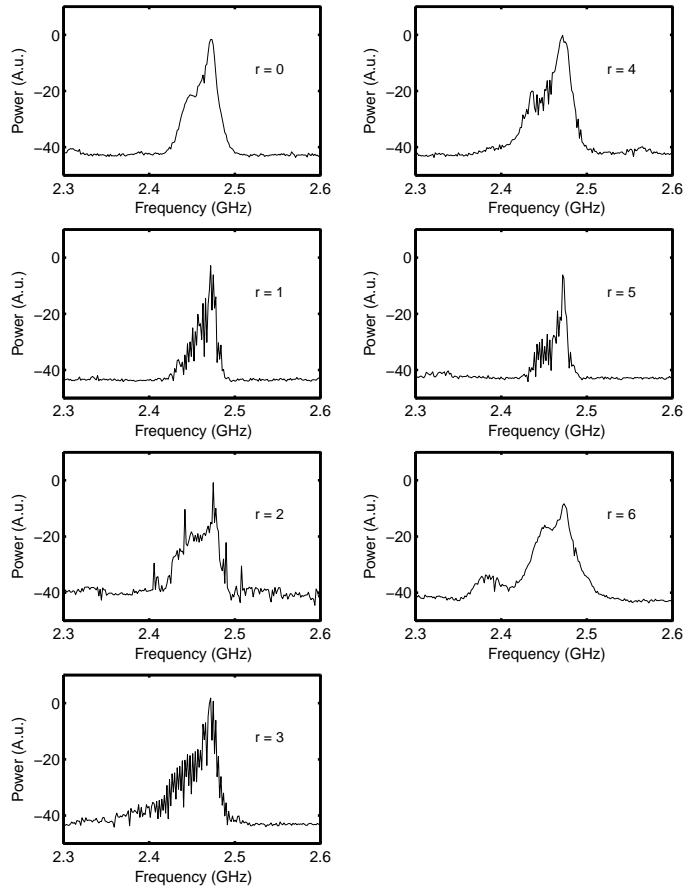 0
−20
−40
Power (A.u.)
r = 0
2.3 2.4 2.5 2.6
Frequency (GHz)
0
−20
−40
Power (A.u.)
r = 4
2.3 2.4 2.5 2.6
Frequency (GHz)
0
−20
−40
Power (A.u.)
r = 1
2.3 2.4 2.5 2.6
Frequency (GHz)
0
−20
−40
Power (A.u.)
r = 5
2.3 2.4 2.5 2.6
Frequency (GHz)
0
−20
−40
Power (A.u.)
r = 2
2.3 2.4 2.5 2.6
Frequency (GHz)
0
−20
−40
Power (A.u.)
r = 6
2.3 2.4 2.5 2.6
Frequency (GHz)
0
−20
−40
Power (A.u.)
r = 3
2.3 2.4 2.5 2.6
Frequency (GHz)